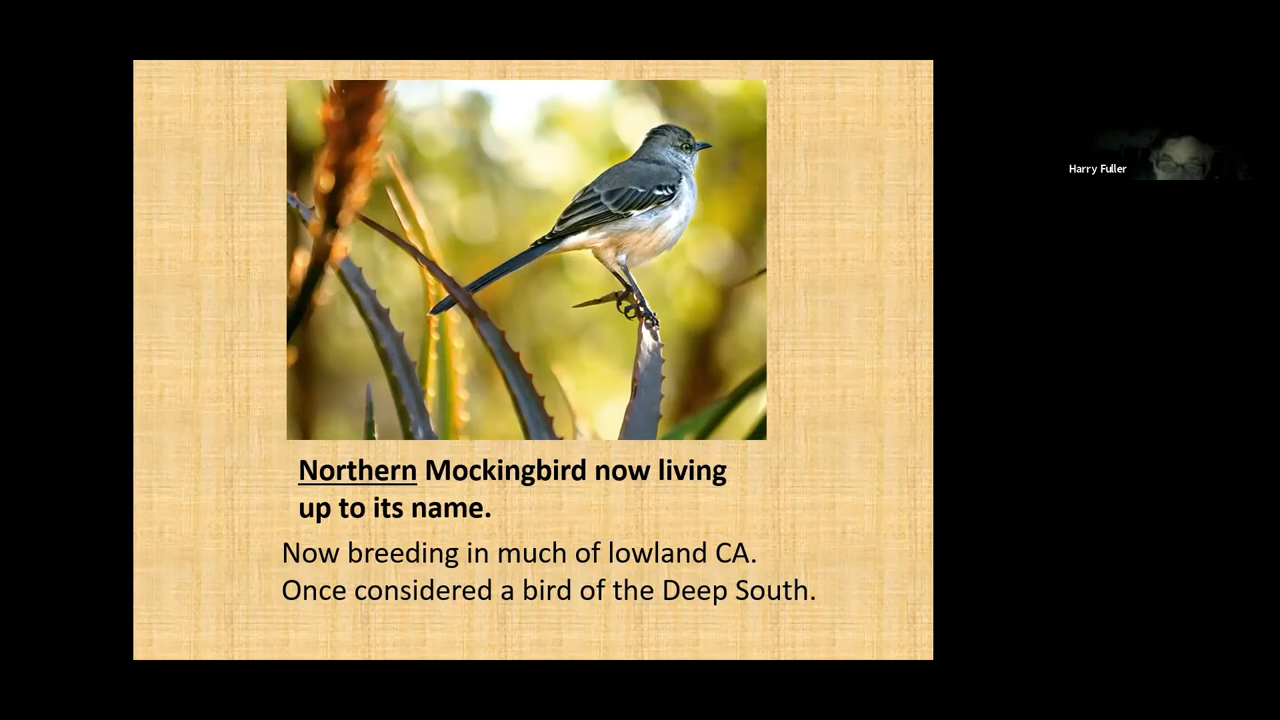 Northern Mockingbird now living
up to its name.
Now breeding in much of lowland CA.
Once considered a bird of the Deep South.
Harry Fuller